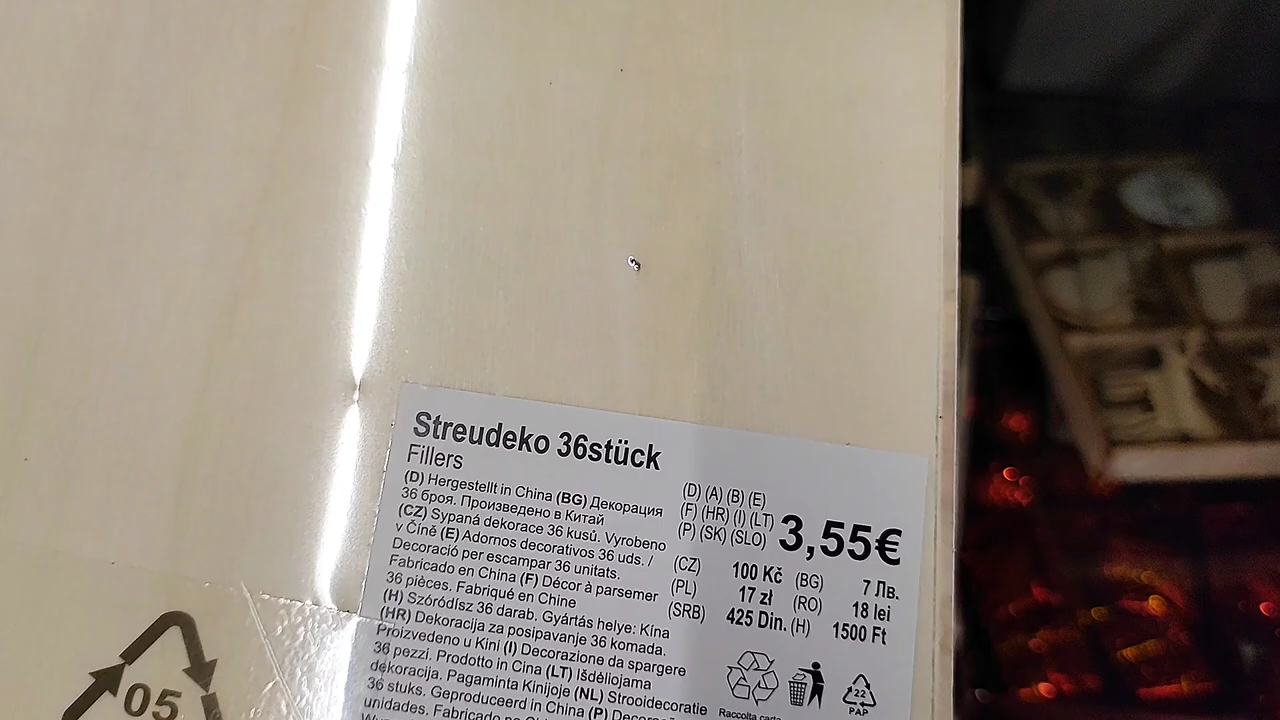 Streudeko 36stück
Fillers
(D) Hergestellt in China (BG) Декорация
36 броя. Произведено в Китай
(CZ) Sypaná dekorace 36 kusů. Vyrobeno
v Číně (E) Adornos decorativos 36 uds. /
Decoració per escampar 36 unitats.
Fabricado en China (F) Décor à parsemer
36 pièces. Fabriqué en Chine
(H) Szóródísz 36 darab. Gyártás helye: Kína
(HR) Dekoracija za posipavanje 36 komada.
Proizvedeno u Kini (I) Decorazione da spargere
36 pezzi. Prodotto in Cina (LT) Išdėliojama
dekoracija. Pagaminta Kinijoje (NL) Strooidecoratie
36 stuks. Geproduceerd in China (P) Decoração
unidades. Fabricado na
(D) (A) (B) (E)
(F) (HR) (I) (LT)
(P) (SK) (SLO)
3,55€
(CZ) 100 Kč (BG) 7 Лв.
(PL) 17 zł (RO) 18 lei
(SRB) 425 Din. (H) 1500 Ft
22
PAP
Raccolta carta
05